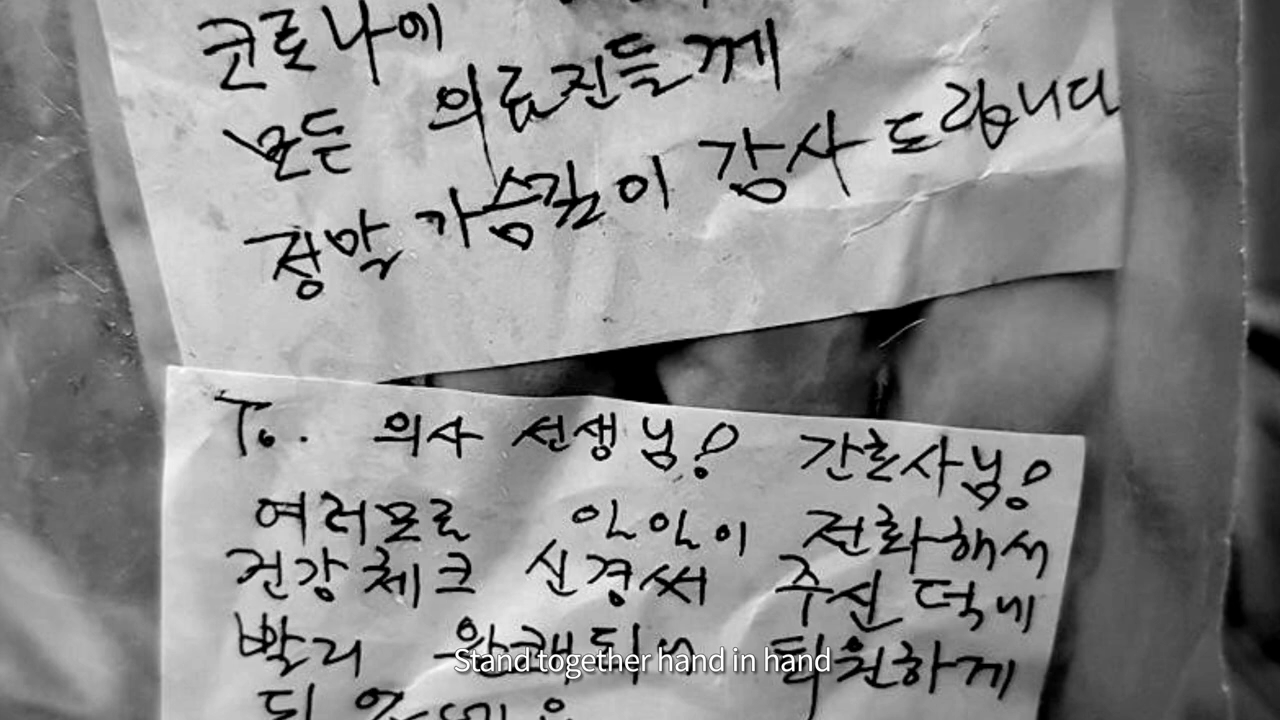 코로나에
모든 의료진들께
정말 가슴깊이 감사 드립니다
To. 의사 선생님! 간호사님!
여러모로 일일이 전화해서
건강체크 신경써 주신 덕에
빨리 완쾌되어 퇴원하게
Stand together hand in hand